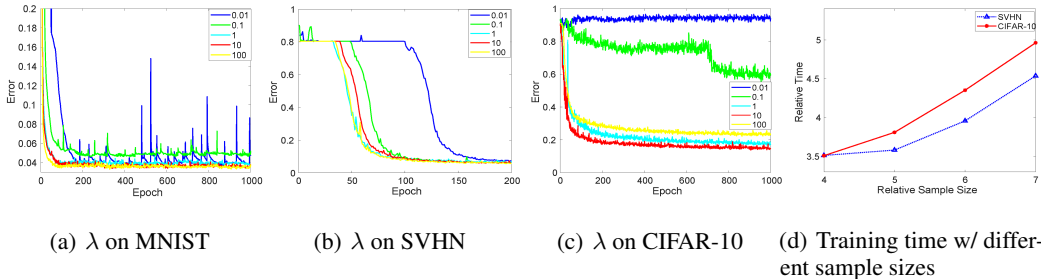 0.2
0.18
0.16
0.14
0.12
0.1
0.08
0.06
0.04
Error
0 200 400 600 800 1000
Epoch
0.01
0.1
1
10
100
(a) λ on MNIST
1
0.8
0.6
0.4
0.2
0
Error
0 50 100 150 200
Epoch
0.01
0.1
1
10
100
(b) λ on SVHN
1
0.8
0.6
0.4
0.2
0
Error
0 200 400 600 800 1000
Epoch
0.01
0.1
1
10
100
(c) λ on CIFAR-10
5
4.5
4
3.5
Relative Time
4 5 6 7
Relative Sample Size
SVHN
CIFAR-10
(d) Training time w/ differ-
ent sample sizes